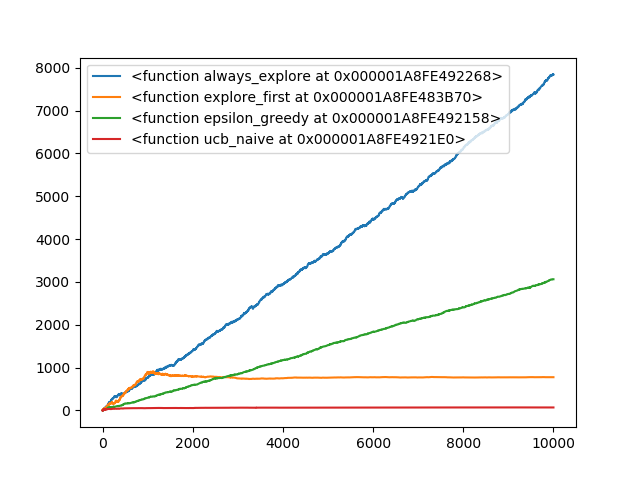 8000
7000
6000
5000
4000
3000
2000
1000
0
<function always_explore at 0x000001A8FE492268>
<function explore_first at 0x000001A8FE483B70>
<function epsilon_greedy at 0x000001A8FE492158>
<function ucb_naive at 0x000001A8FE4921E0>
0 2000 4000 6000 8000 10000